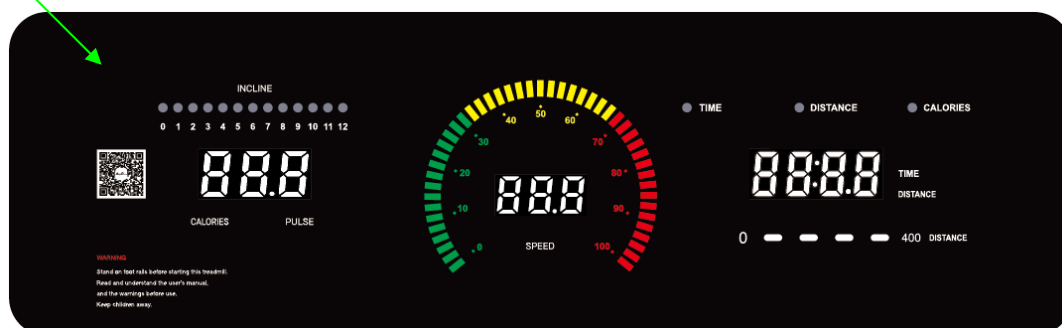 INCLINE
0 1 2 3 4 5 6 7 8 9 10 11 12
88.8
CALORIES PULSE
WARNING
Stand on foot rails before starting this treadmill.
Read and understand the user's manual,
and the warnings before use.
Keep children away.
0 10 20 30 40 50 60 70 80 90 100
88.8
SPEED
TIME DISTANCE CALORIES
88:8.8
TIME
DISTANCE
0 400 DISTANCE